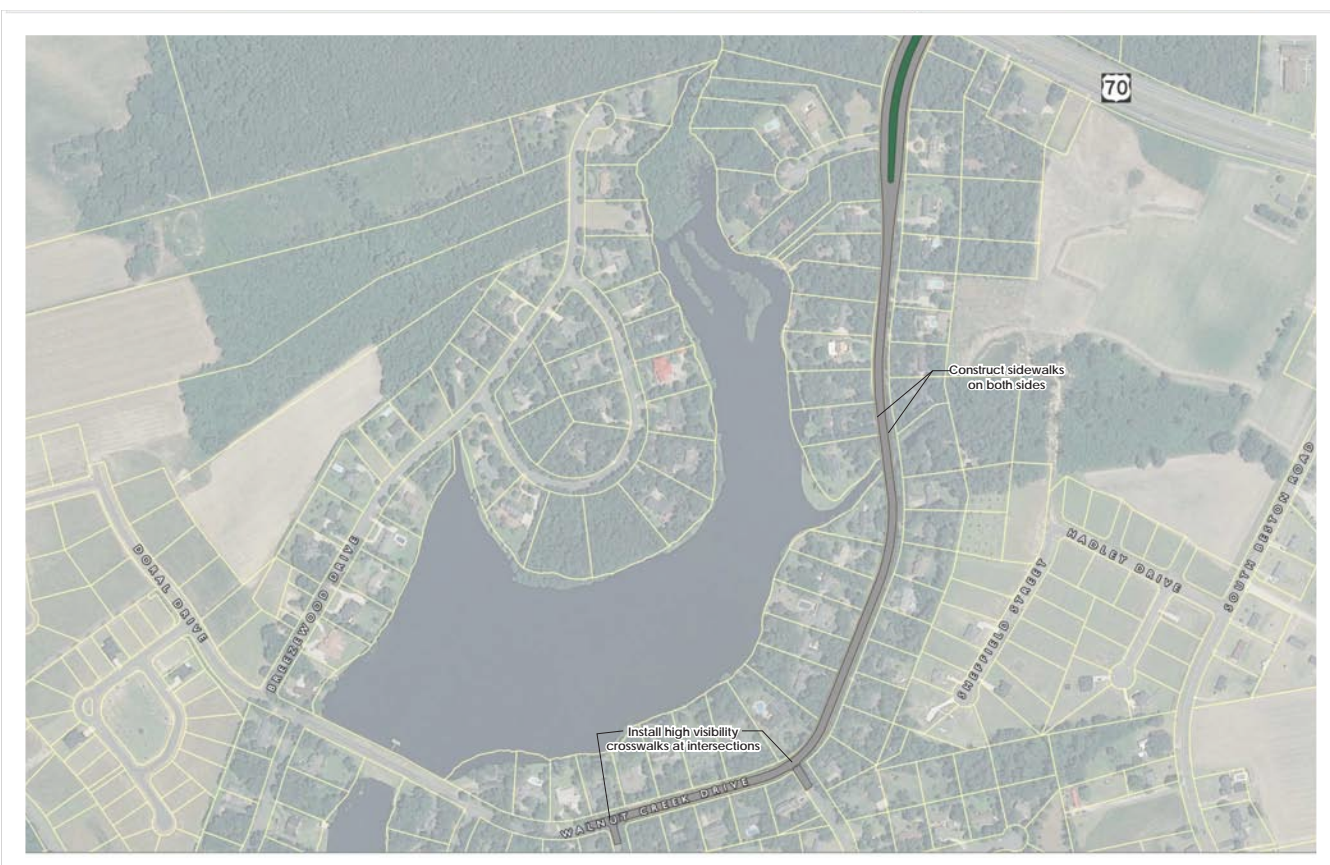 70
Construct sidewalks
on both sides
SOUTH BESTON ROAD
HADLEY DRIVE
DORAL DRIVE
BREEZEWOOD DRIVE
SHEFFIELD STREET
Install high visibility
crosswalks at intersections
WALNUT CREEK DRIVE